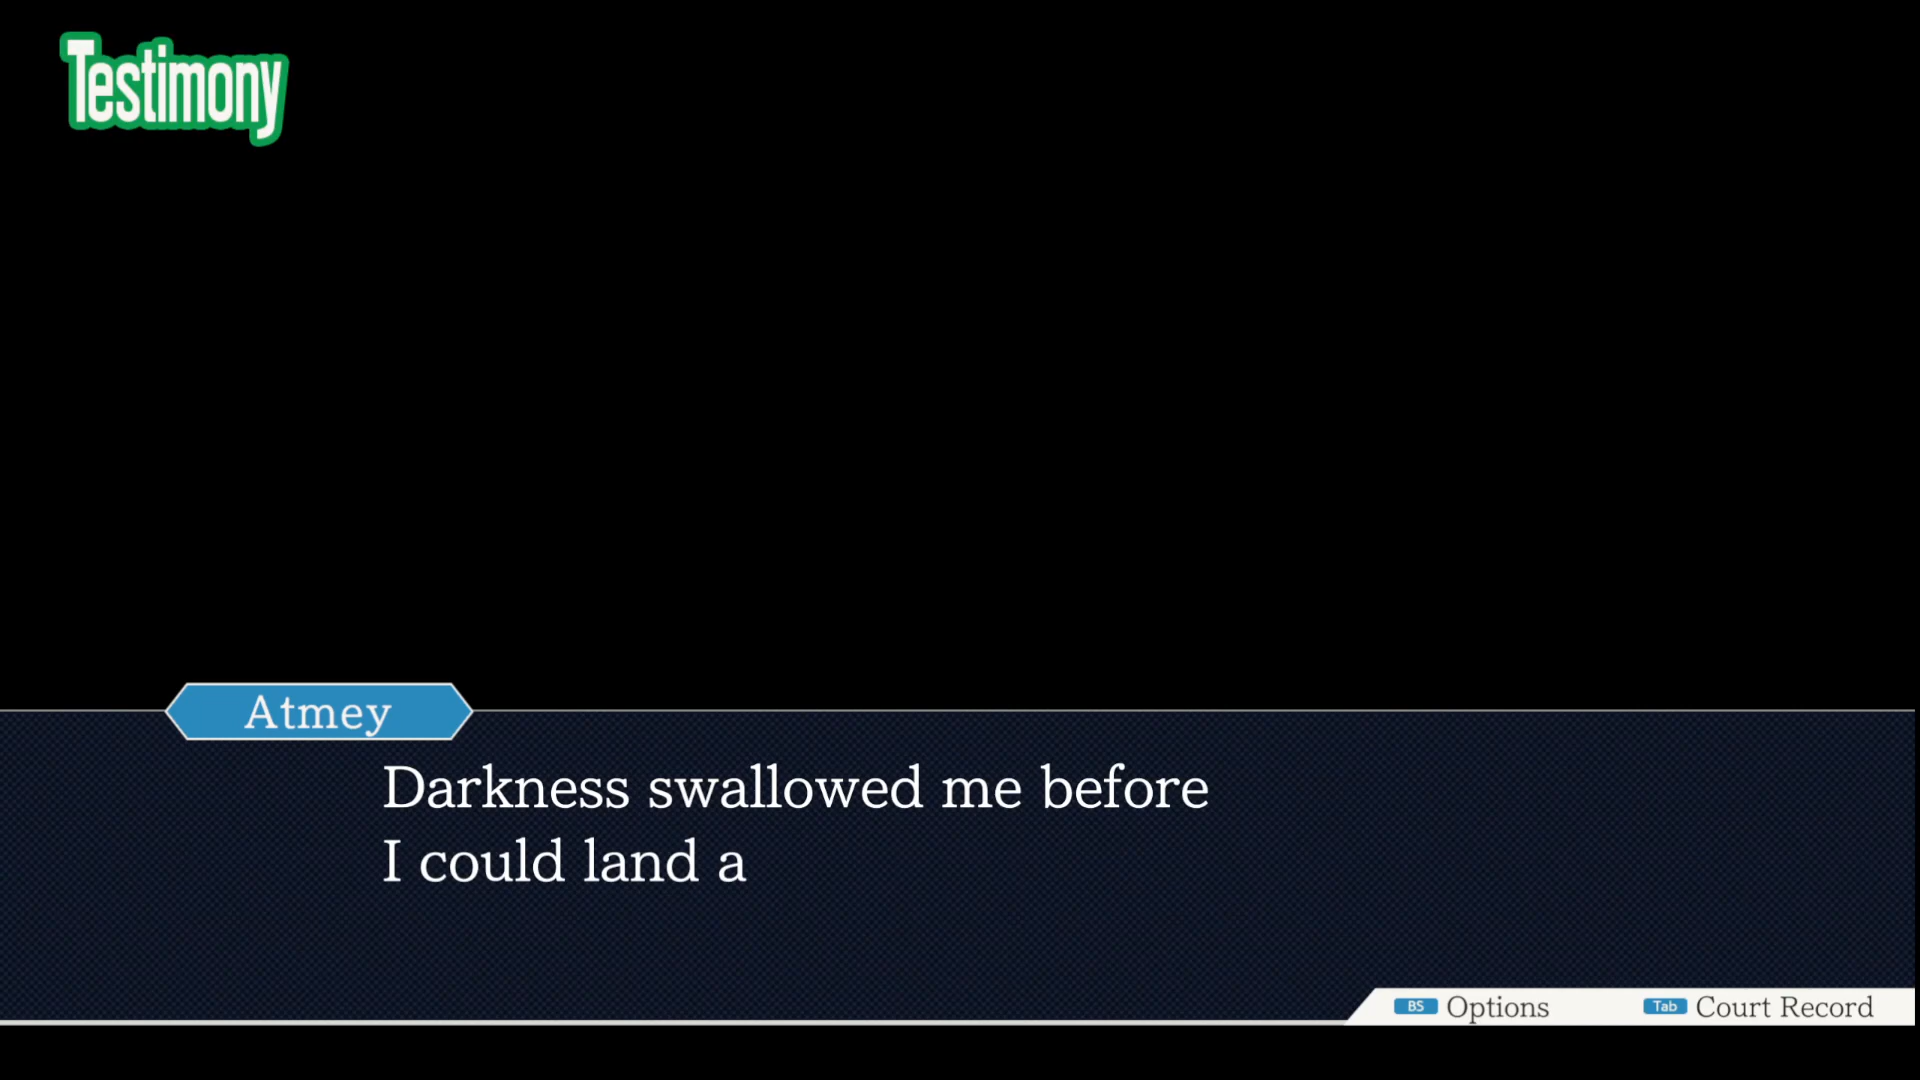 Testimony
Atmey
Darkness swallowed me before
I could land a
BS Options Tab Court Record